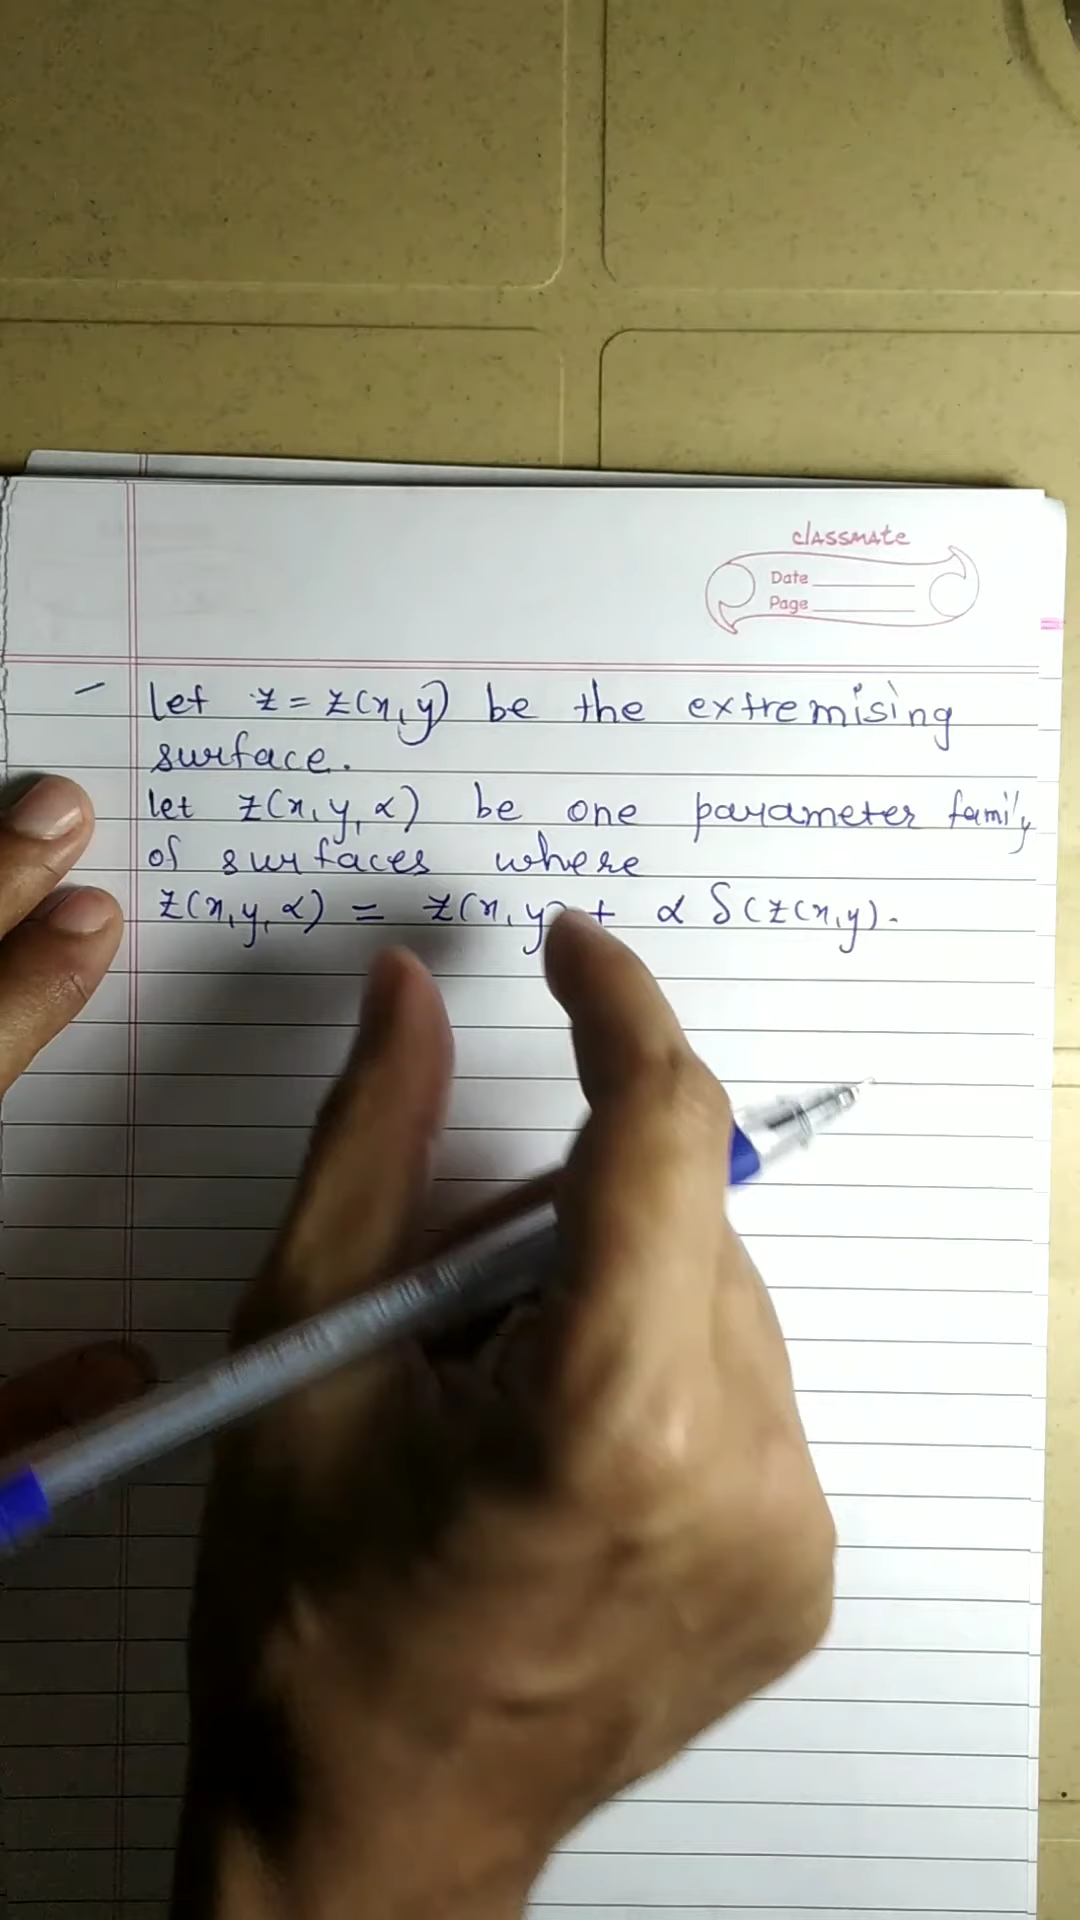 classmate
Date
Page
- let z = z(x, y) be the extremising
surface.
let z(x, y, α) be one parameter family
of surfaces where
z(x, y, α) = z(x, y) + α δ(z(x, y).